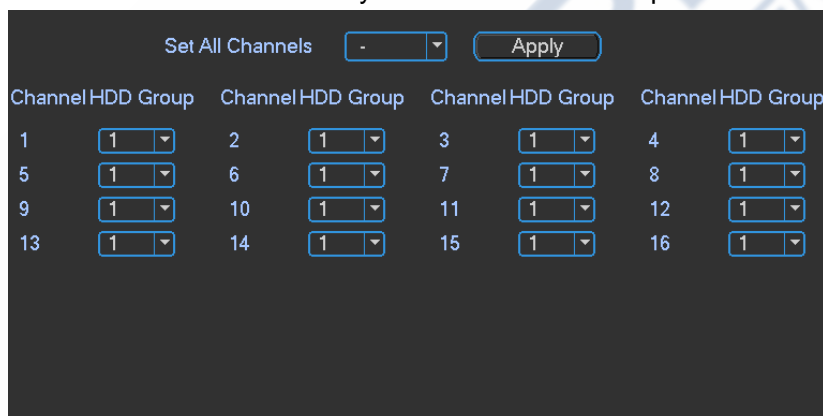 Set All Channels - Apply
Channel HDD Group Channel HDD Group Channel HDD Group Channel HDD Group
1 1 2 1 3 1 4 1
5 1 6 1 7 1 8 1
9 1 10 1 11 1 12 1
13 1 14 1 15 1 16 1